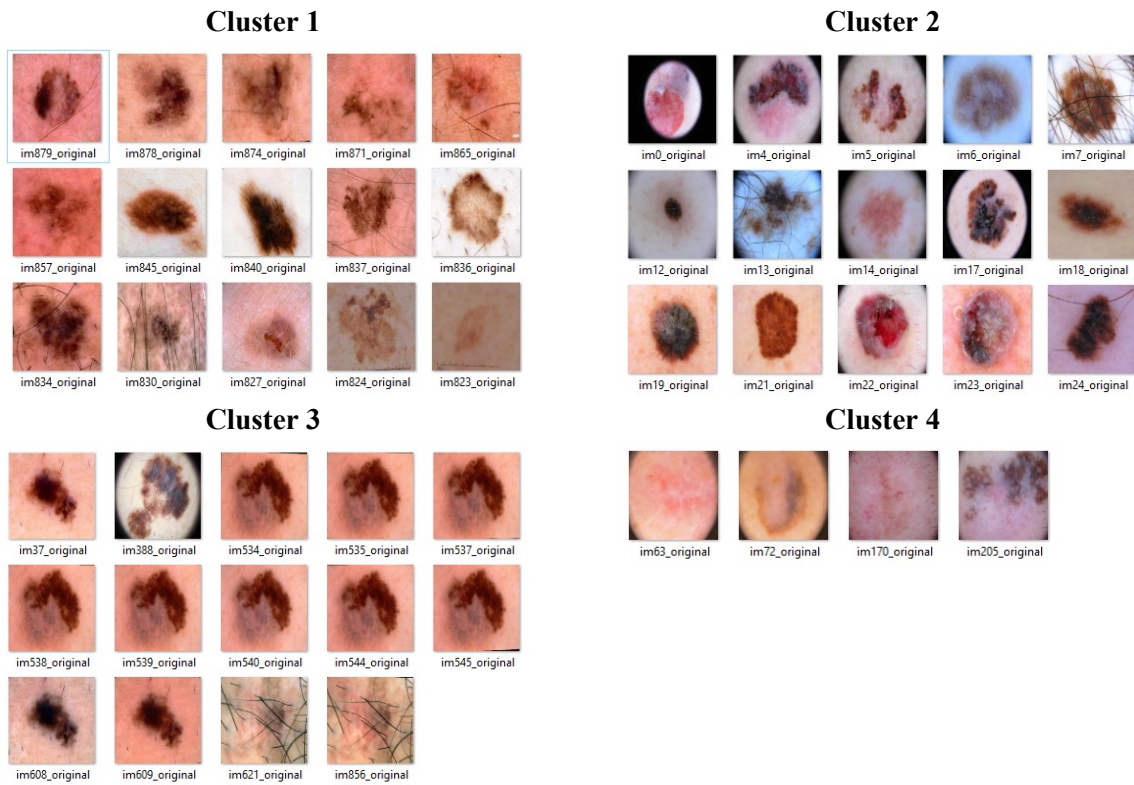 Cluster 1
im879_original im878_original im874_original im871_original im865_original
im857_original im845_original im840_original im837_original im836_original
im834_original im830_original im827_original im824_original im823_original
Cluster 2
im0_original im4_original im5_original im6_original im7_original
im12_original im13_original im14_original im17_original im18_original
im19_original im21_original im22_original im23_original im24_original
Cluster 3
im37_original im388_original im534_original im535_original im537_original
im538_original im539_original im540_original im544_original im545_original
im608_original im609_original im621_original im856_original
Cluster 4
im63_original im72_original im170_original im205_original